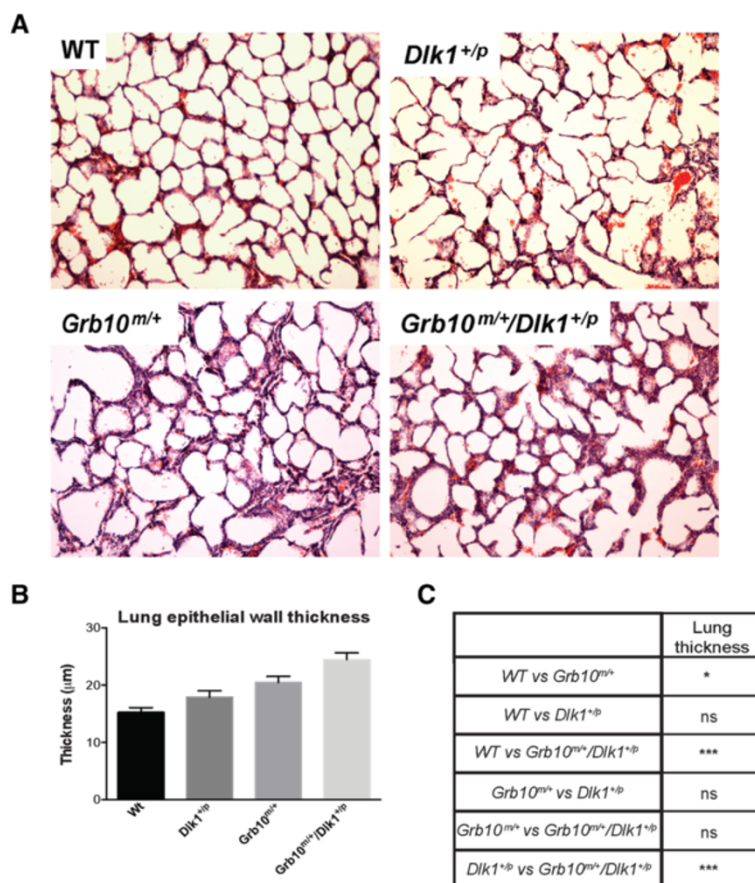 A
WT
Dlk1+/p
Grb10m/+
Grb10m/+/Dlk1+/p
B
Lung epithelial wall thickness
Thickness (μm)
30
20
10
0
Wt
Dlk1+/p
Grb10m/+
Grb10m/+/Dlk1+/p
C
Lung
thickness
WT vs Grb10m/+
*
WT vs Dlk1+/p
ns
WT vs Grb10m/+/Dlk1+/p
***
Grb10m/+ vs Dlk1+/p
ns
Grb10m/+ vs Grb10m/+/Dlk1+/p
ns
Dlk1+/p vs Grb10m/+/Dlk1+/p
***